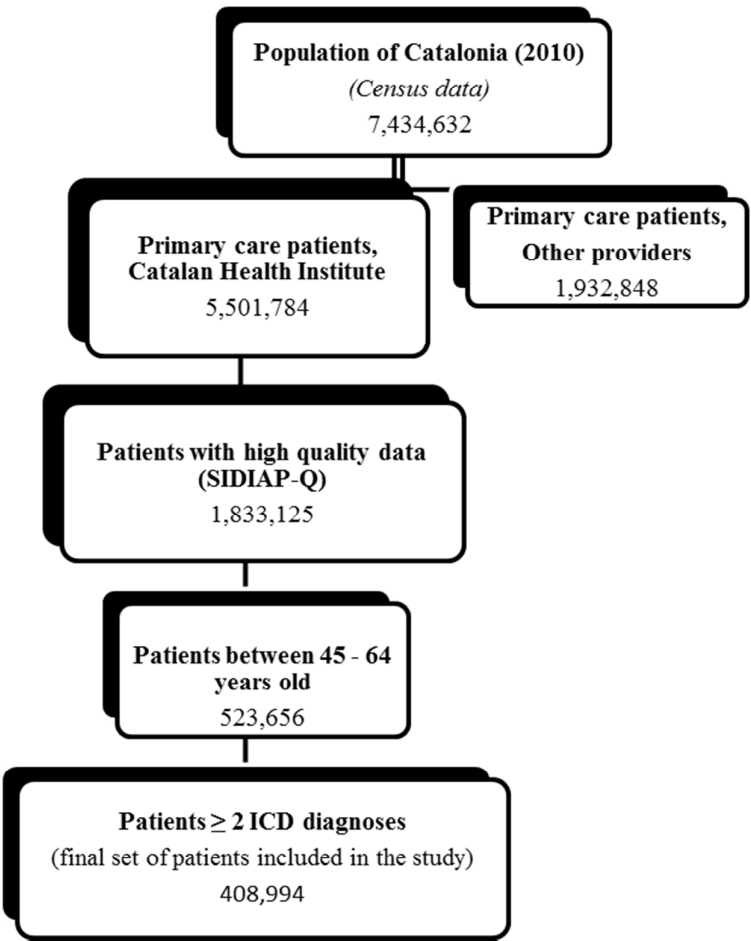 Population of Catalonia (2010)
(Census data)
7,434,632
Primary care patients,
Catalan Health Institute
5,501,784
Primary care patients,
Other providers
1,932,848
Patients with high quality data
(SIDIAP-Q)
1,833,125
Patients between 45 - 64
years old
523,656
Patients ≥ 2 ICD diagnoses
(final set of patients included in the study)
408,994